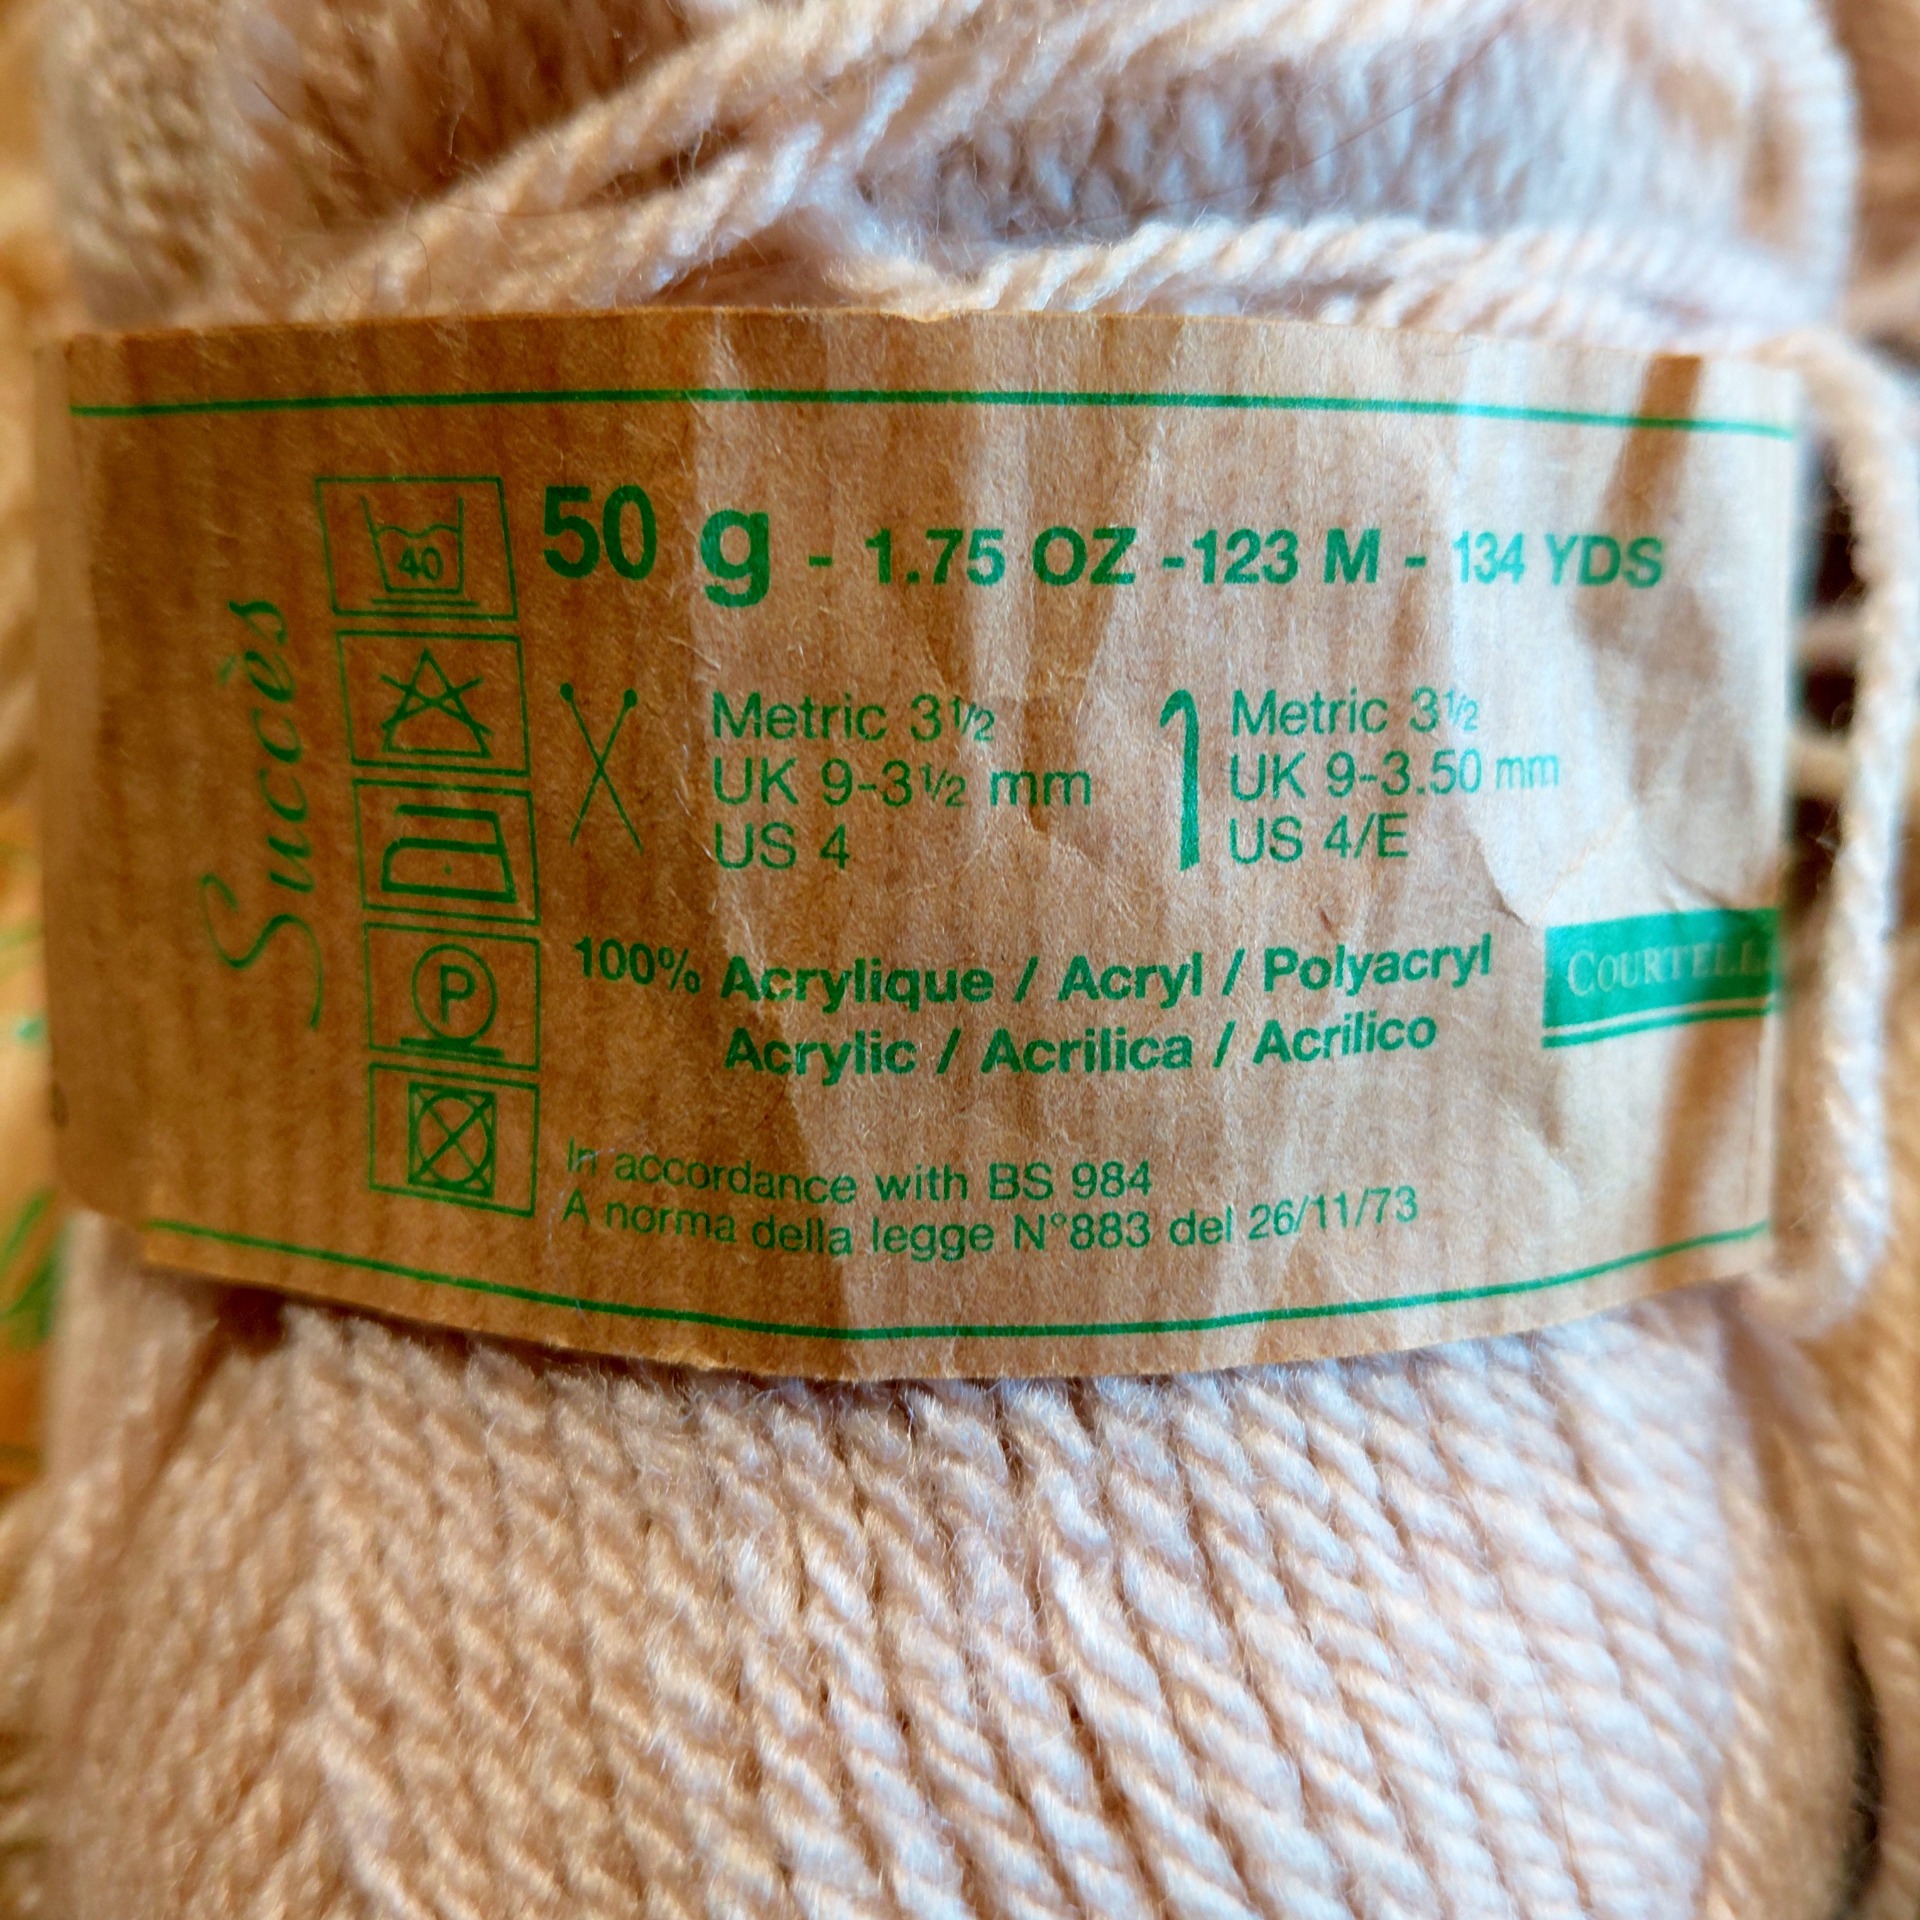 Succès
40
50 g - 1.75 OZ -123 M - 134 YDS
Metric 3½
UK 9-3½ mm
US 4
Metric 3½
UK 9-3.50 mm
US 4/E
P
100% Acrylique / Acryl / Polyacryl
Acrylic / Acrilica / Acrilico
COURTELLE
In accordance with BS 984
A norma della legge N°883 del 26/11/73